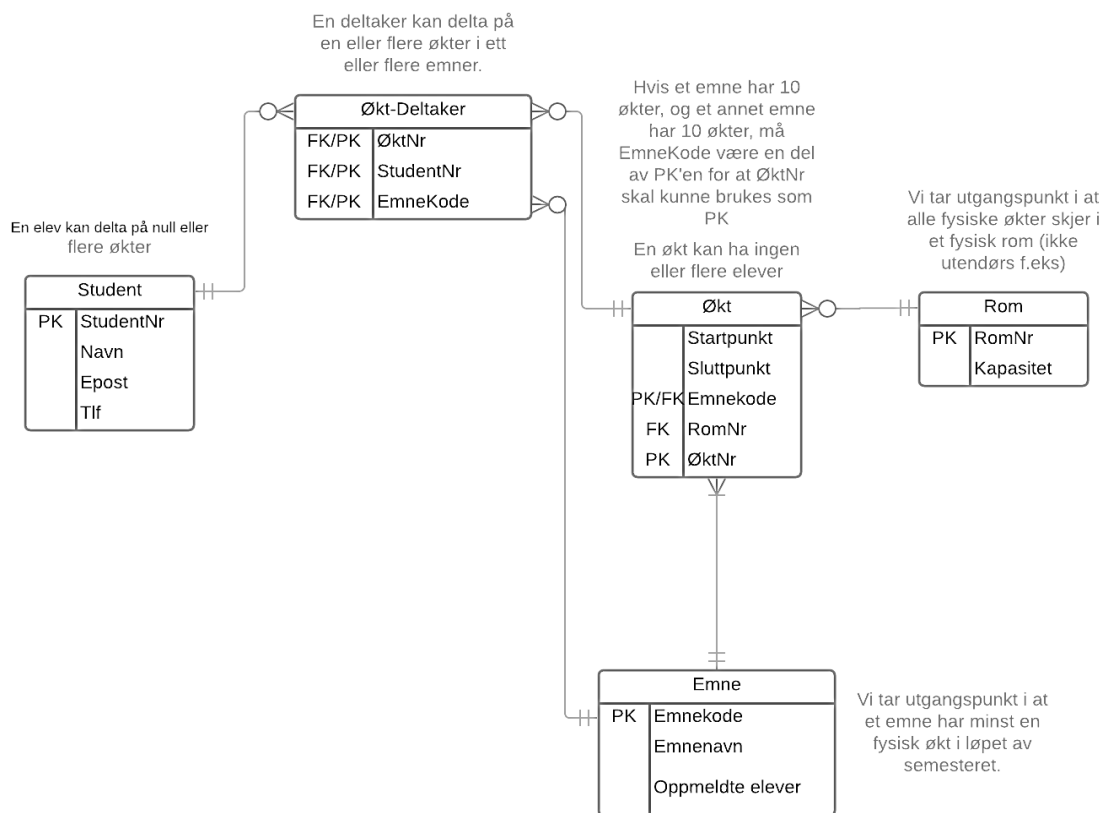 En deltaker kan delta på
en eller flere økter i ett
eller flere emner.
Økt-Deltaker
FK/PK ØktNr
FK/PK StudentNr
FK/PK EmneKode
Hvis et emne har 10
økter, og et annet emne
har 10 økter, må
EmneKode være en del
av PK'en for at ØktNr
skal kunne brukes som
PK
En økt kan ha ingen
eller flere elever
Vi tar utgangspunkt i at
alle fysiske økter skjer i
et fysisk rom (ikke
utendørs f.eks)
En elev kan delta på null eller
flere økter
Student
PK StudentNr
Navn
Epost
Tlf
Økt
Startpunkt
Sluttpunkt
PK/FK Emnekode
FK RomNr
PK ØktNr
Rom
PK RomNr
Kapasitet
Emne
PK Emnekode
Emnenavn
Oppmeldte elever
Vi tar utgangspunkt i at
et emne har minst en
fysisk økt i løpet av
semesteret.